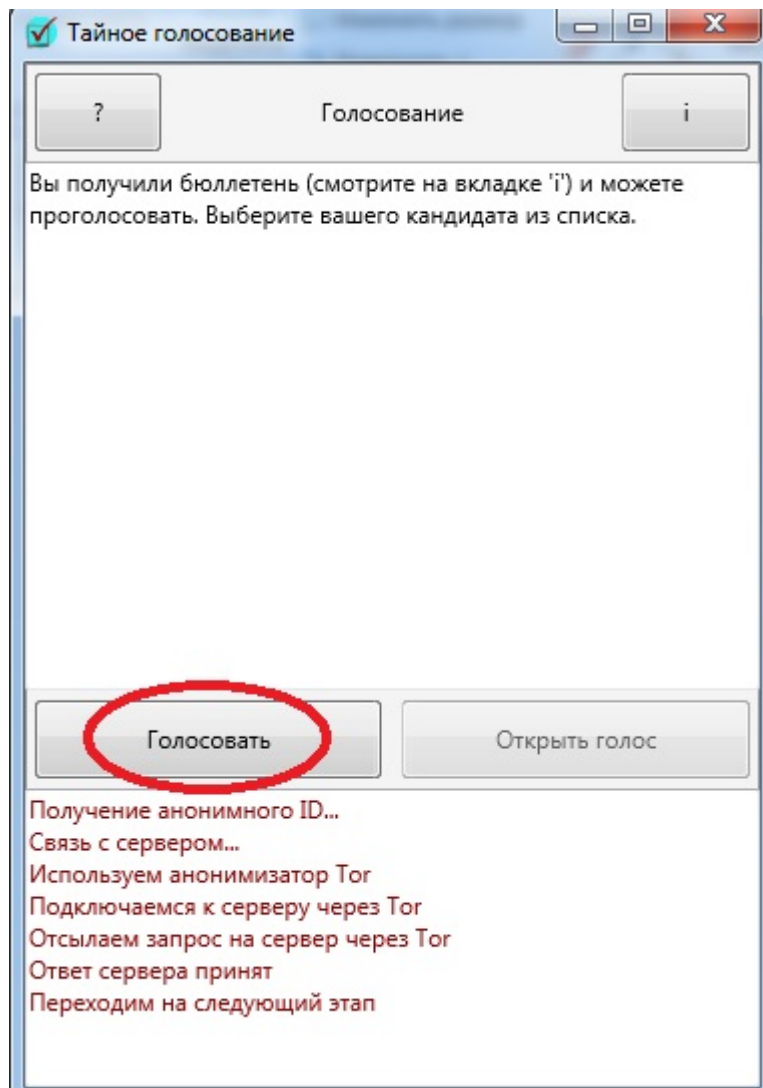 Тайное голосование
? Голосование i
Вы получили бюллетень (смотрите на вкладке 'i') и можете
проголосовать. Выберите вашего кандидата из списка.
Голосовать Открыть голос
Получение анонимного ID...
Связь с сервером...
Используем анонимизатор Tor
Подключаемся к серверу через Tor
Отсылаем запрос на сервер через Tor
Ответ сервера принят
Переходим на следующий этап